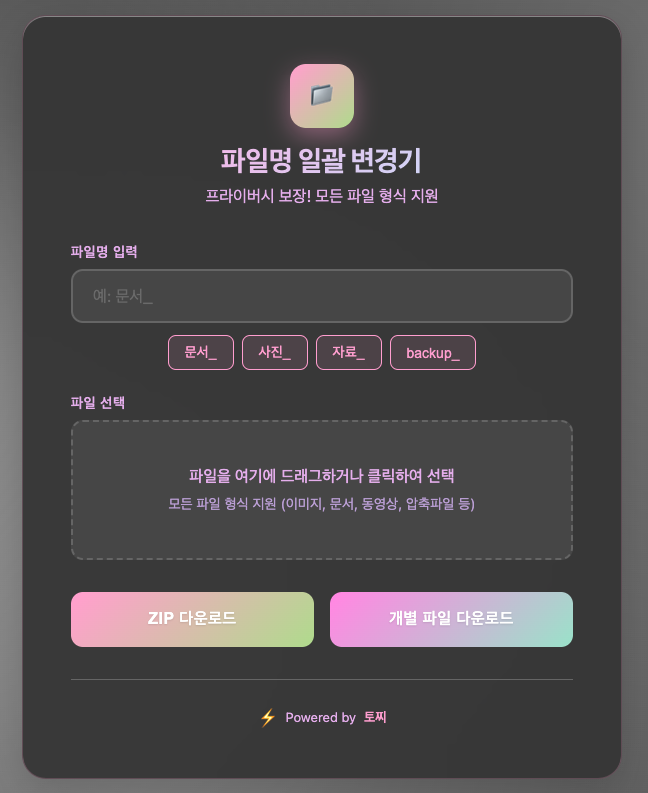 파일명 일괄 변경기
프라이버시 보장! 모든 파일 형식 지원
파일명 입력
예: 문서_
문서_ 사진_ 자료_ backup_
파일 선택
파일을 여기에 드래그하거나 클릭하여 선택
모든 파일 형식 지원 (이미지, 문서, 동영상, 압축파일 등)
ZIP 다운로드 개별 파일 다운로드
⚡ Powered by 토찌